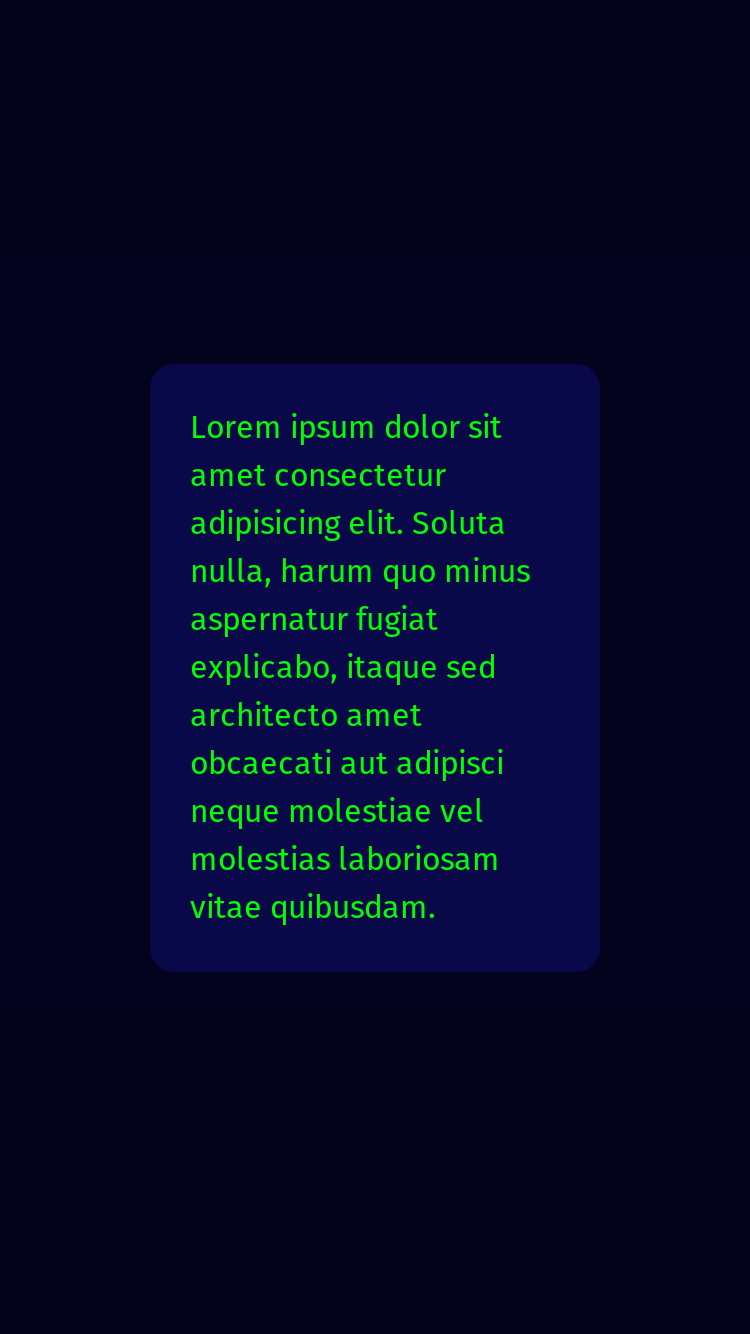 Lorem ipsum dolor sit
amet consectetur
adipisicing elit. Soluta
nulla, harum quo minus
aspernatur fugiat
explicabo, itaque sed
architecto amet
obcaecati aut adipisci
neque molestiae vel
molestias laboriosam
vitae quibusdam.